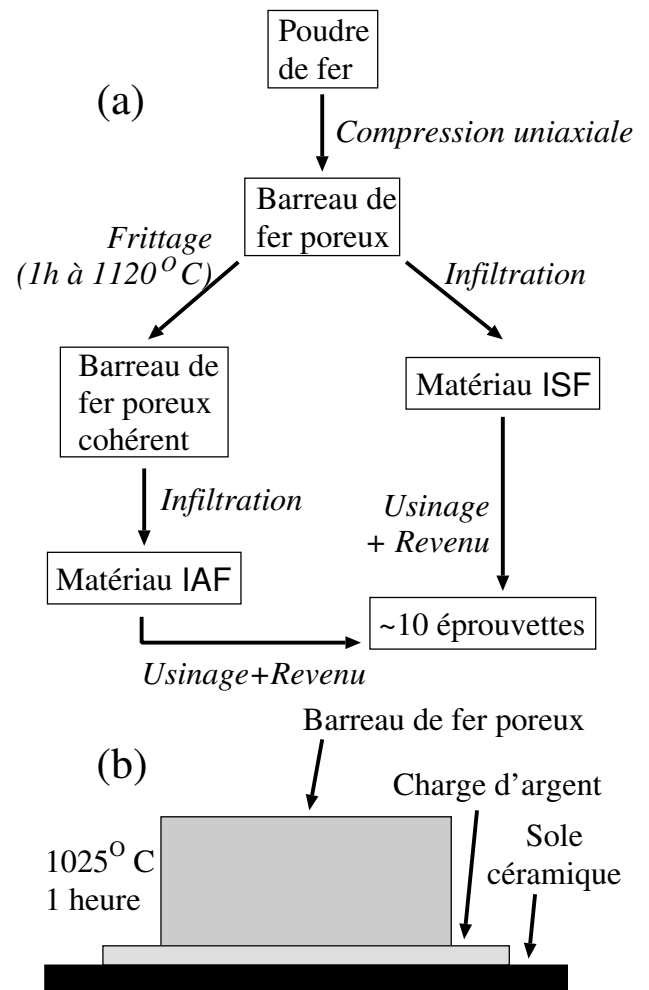 Poudre
de fer
(a)
Compression uniaxiale
Barreau de
fer poreux
Frittage
(1h à 1120° C)
Infiltration
Barreau de
fer poreux
cohérent
Matériau ISF
Infiltration
Usinage
+ Revenu
Matériau IAF
~10 éprouvettes
Usinage+Revenu
Barreau de fer poreux
(b)
Charge d'argent
Sole
céramique
1025° C
1 heure